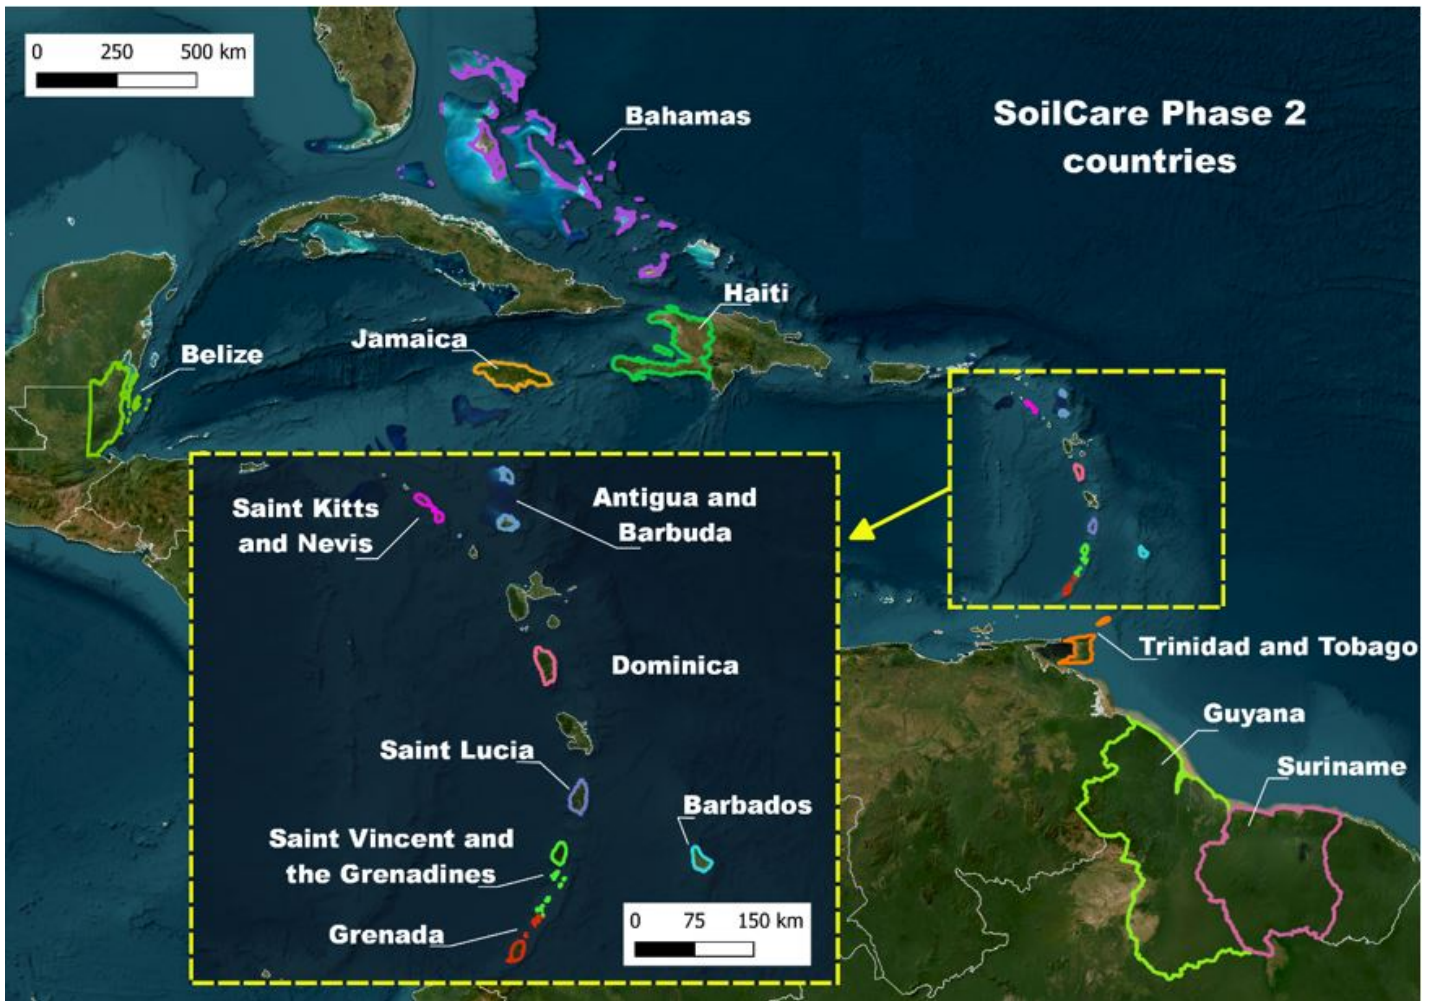 0 250 500 km
SoilCare Phase 2
countries
Bahamas
Haiti
Jamaica
Belize
Saint Kitts
and Nevis
Antigua and
Barbuda
Dominica
Saint Lucia
Barbados
Saint Vincent and
the Grenadines
Grenada
0 75 150 km
Trinidad and Tobago
Guyana
Suriname